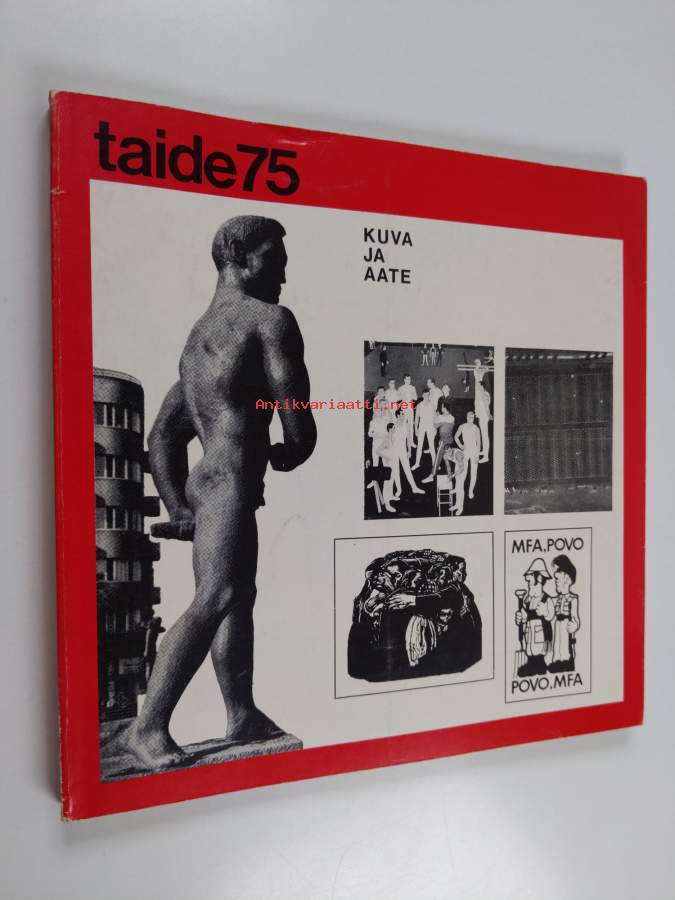 taide75
KUVA
JA
AATE
Antikvariaatti.net
MFA.POVO
POVO.MFA